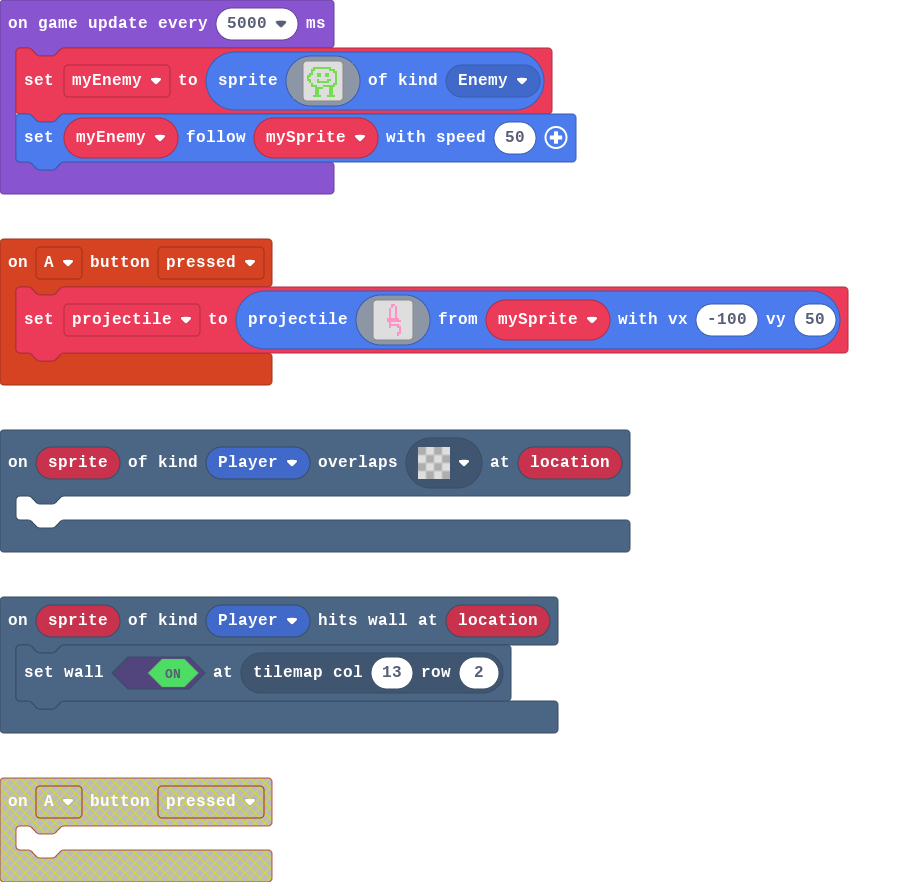 on game update every 5000 ms
set myEnemy to sprite of kind Enemy
set myEnemy follow mySprite with speed 50
on A button pressed
set projectile to projectile from mySprite with vx -100 vy 50
on sprite of kind Player overlaps at location
on sprite of kind Player hits wall at location
set wall ON at tilemap col 13 row 2
on A button pressed